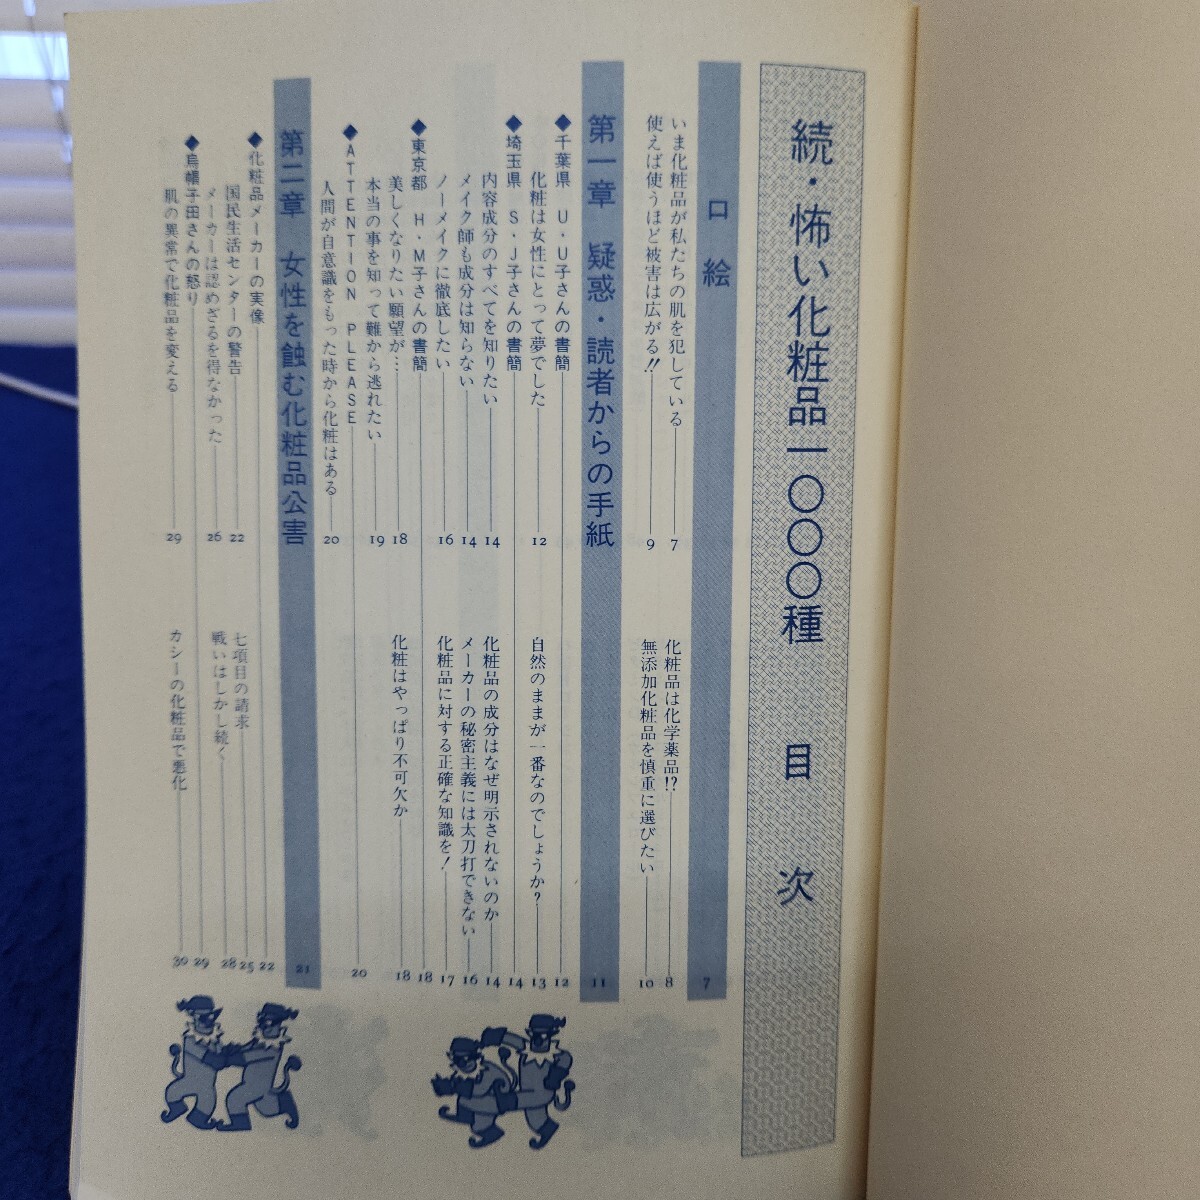 続・怖い化粧品一〇〇〇種 目次
口絵 7
いま化粧品が私たちの肌を犯している 7
化粧品は化学薬品!? 8
使えば使うほど被害は広がる!! 9
無添加化粧品を慎重に選びたい 10
第一章 疑惑・読者からの手紙 11
◆千葉県 U・U子さんの書簡 12
化粧は女性にとって夢でした 12
自然のままが一番なのでしょうか? 13
◆埼玉県 S・J子さんの書簡 14
内容成分のすべてを知りたい 14
化粧品の成分はなぜ明示されないのか 14
メイク師も成分は知らない 14
メーカーの秘密主義には太刀打できない 16
ノーメイクに徹底したい 16
化粧品に対する正確な知識を! 17
◆東京都 H・M子さんの書簡 18
美しくなりたい願望が… 18
化粧はやっぱり不可欠か 18
本当の事を知って難から逃れたい 19
◆ATTENTION PLEASE 20
人間が自意識をもった時から化粧はある 20
第二章 女性を蝕む化粧品公害 21
◆化粧品メーカーの実像 22
国民生活センターの警告 22
七項目の請求 25
メーカーは認めざるを得なかった 26
戦いはしかし続く 28
◆烏帽子田さんの怒り 29
肌の異常で化粧品を変える 29
カシーの化粧品で悪化 30